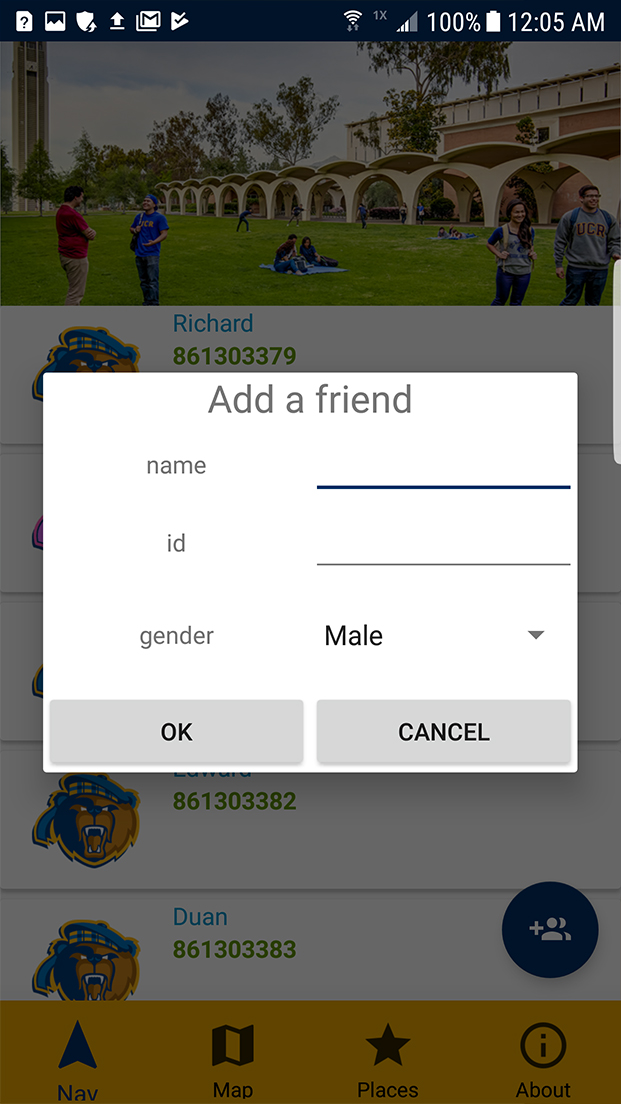 1X 100% 12:05 AM
UCR
UCR
Richard
861303379
Add a friend
name
id
gender Male
OK CANCEL
Edward
861303382
Duan
861303383
Nav Map Places About